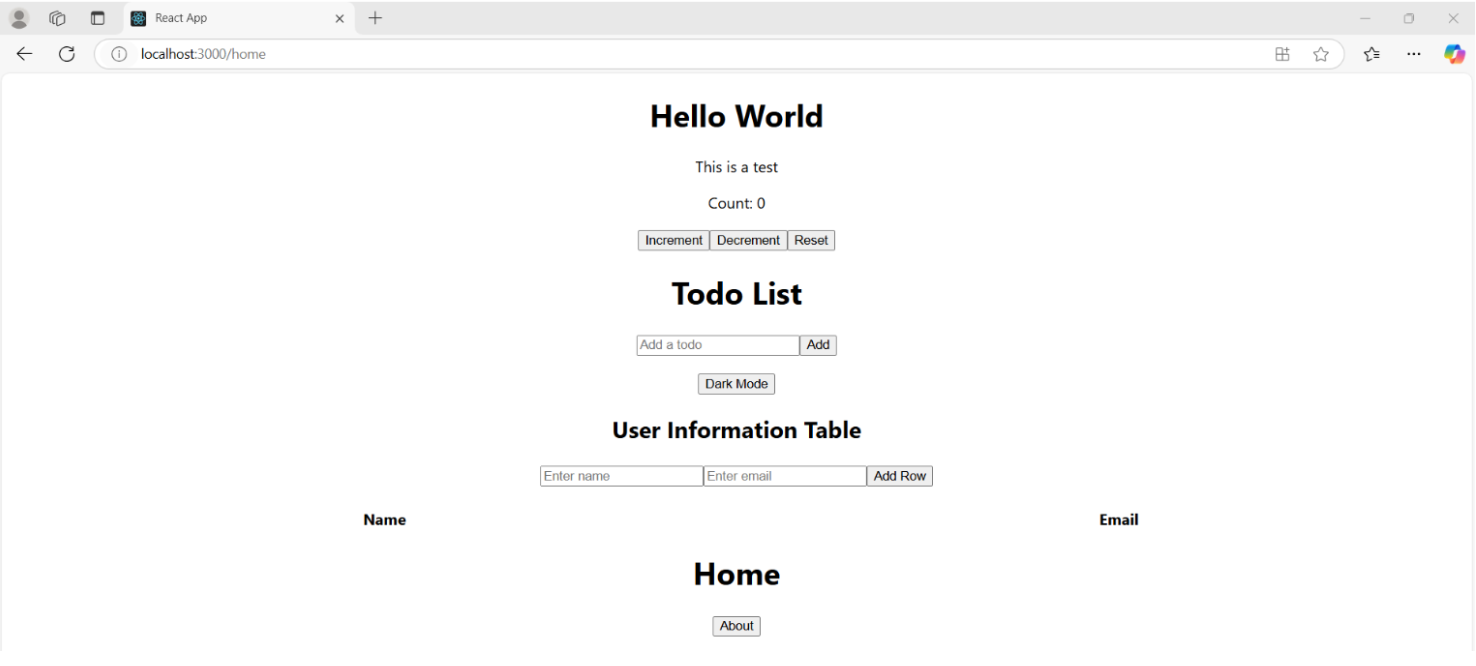 React App
localhost:3000/home
Hello World
This is a test
Count: 0
Increment Decrement Reset
Todo List
Add a todo Add
Dark Mode
User Information Table
Enter name Enter email Add Row
Name Email
Home
About